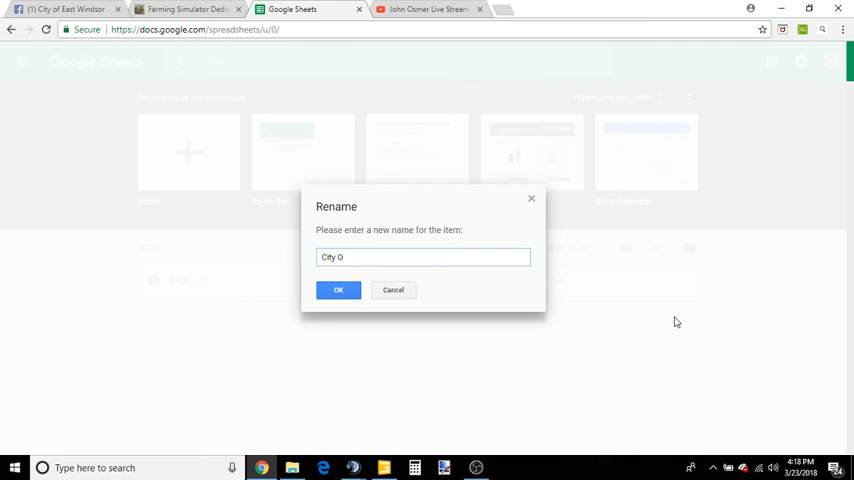 (1) City of East Windsor
Farming Simulator Dedic
Google Sheets
John Osmer Live Stream
Secure
https://docs.google.com/spreadsheets/u/0/
Google Sheets
Start a new spreadsheet
TEMPLATE GALLERY
Blank
To-do list
2018 Calendar
CAD
Rename
Please enter a new name for the item:
City O
OK
Cancel
Type here to search
4:18 PM
3/23/2018
24